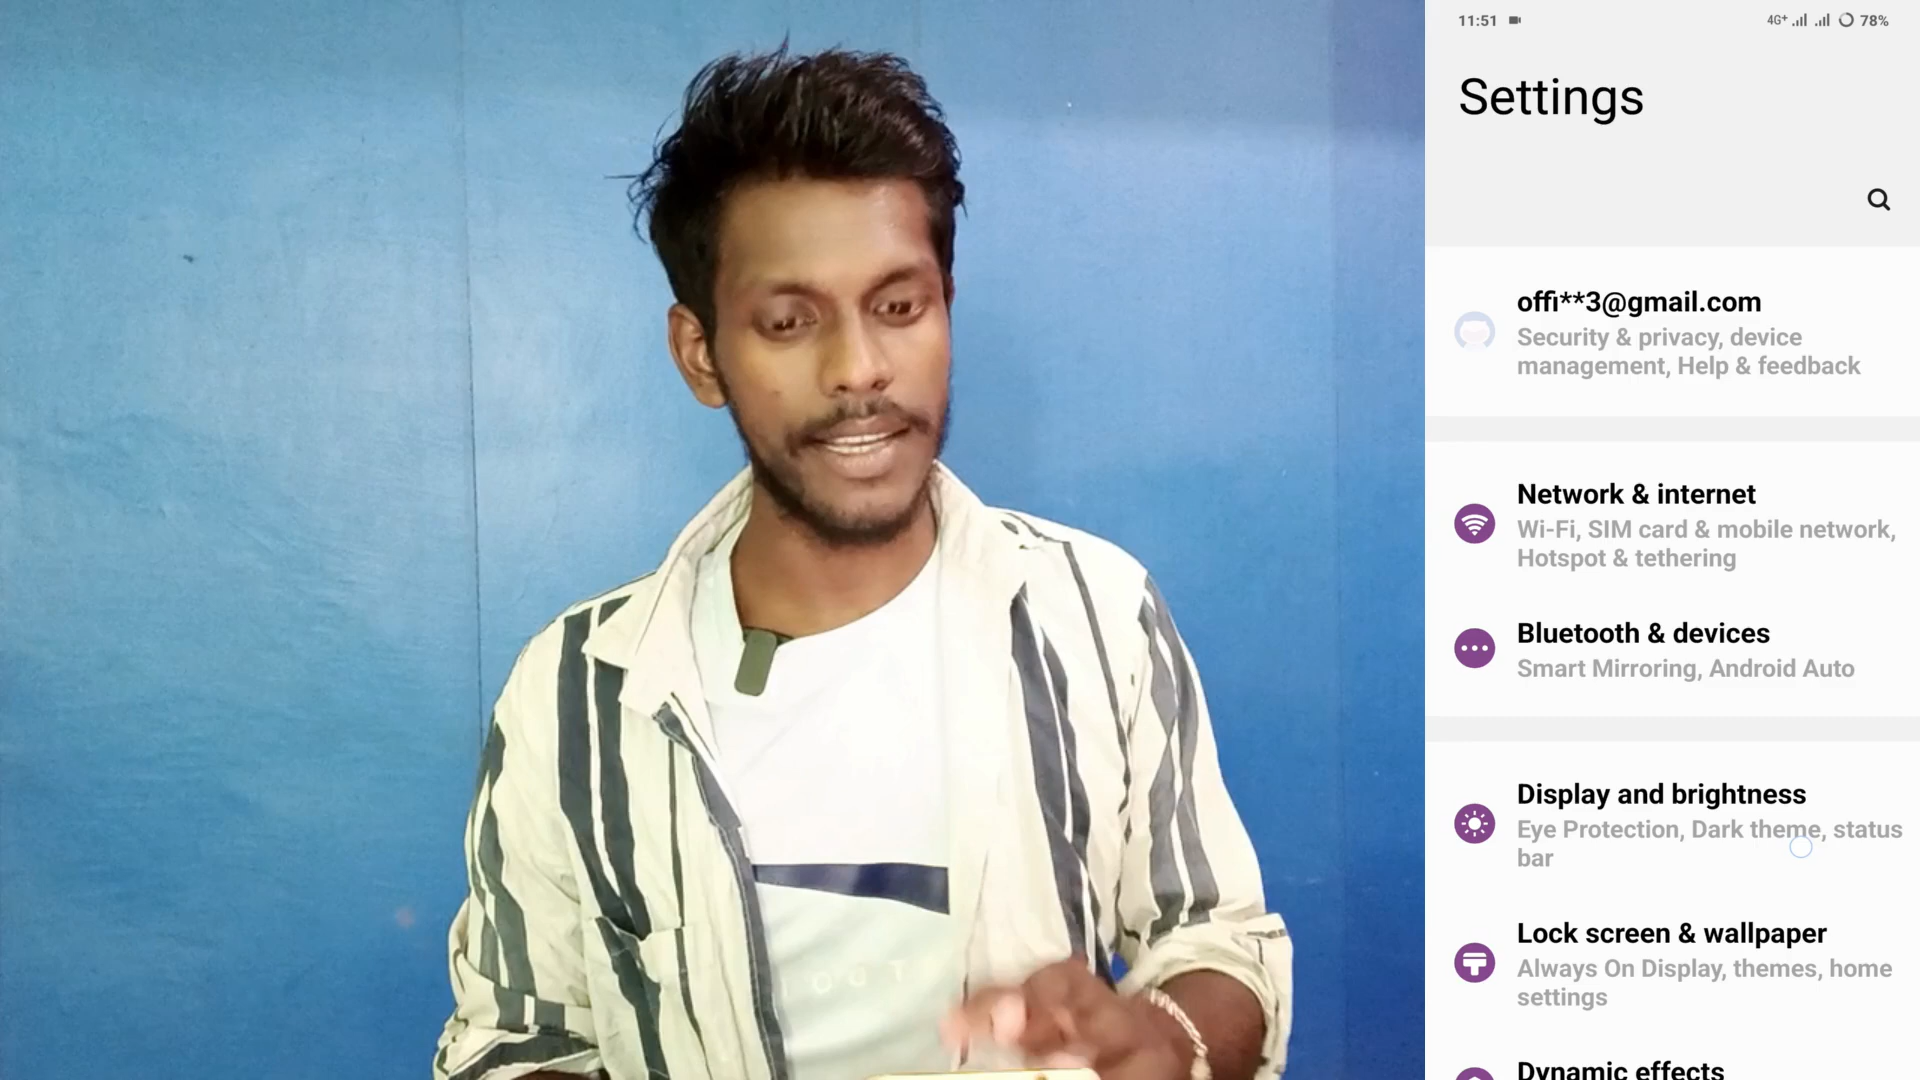 11:51
4G+ 78%
Settings
offi**3@gmail.com
Security & privacy, device
management, Help & feedback
Network & internet
Wi-Fi, SIM card & mobile network,
Hotspot & tethering
Bluetooth & devices
Smart Mirroring, Android Auto
Display and brightness
Eye Protection, Dark theme, status
bar
Lock screen & wallpaper
Always On Display, themes, home
settings
Dynamic effects